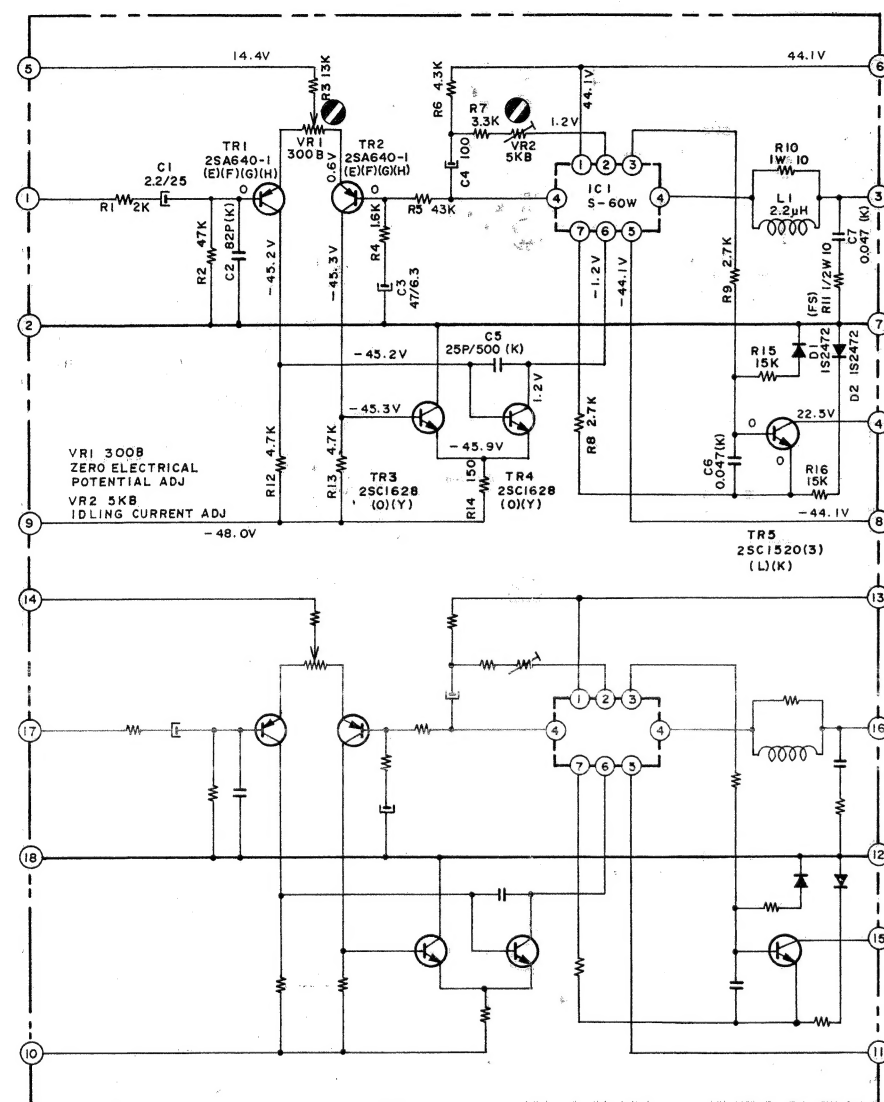 14.4V
44.1V
5
6
R3 13K
R6 4.3K
R7
3.3K
VR2
5KB
1.2V
44.1V
VR1
300B
TR1
2SA640-1
(E)(F)(G)(H)
TR2
2SA640-1
(E)(F)(G)(H)
0.6V
C1
2.2/25
100
C4
1
2
3
IC1
S-60W
4
4
7
6
5
R10
1W 10
L1
2.2μH
1
3
R1
2K
0
0
R5
43K
R2
47K
C2
82P(K)
-45.2V
-45.3V
R4
1.6K
C3
47/6.3
-1.2V
-44.1V
R9 2.7K
C7
0.047 (K)
R11 1/2W 10
(FS)
2
7
-45.2V
C5
25P/500 (K)
1.2V
R15
15K
D1
1S2472
D2 1S2472
-45.3V
-45.9V
R8 2.7K
0
22.5V
4
0
C6
0.047(K)
R16
15K
VR1 300B
ZERO ELECTRICAL
POTENTIAL ADJ
VR2 5KB
IDLING CURRENT ADJ
R12 4.7K
R13 4.7K
TR3
2SC1628
(O)(Y)
R14 150
TR4
2SC1628
(O)(Y)
9
-48.0V
-44.1V
8
TR5
2SC1520(3)
(L)(K)
14
13
1
2
3
17
4
4
16
7
6
5
18
12
15
10
11